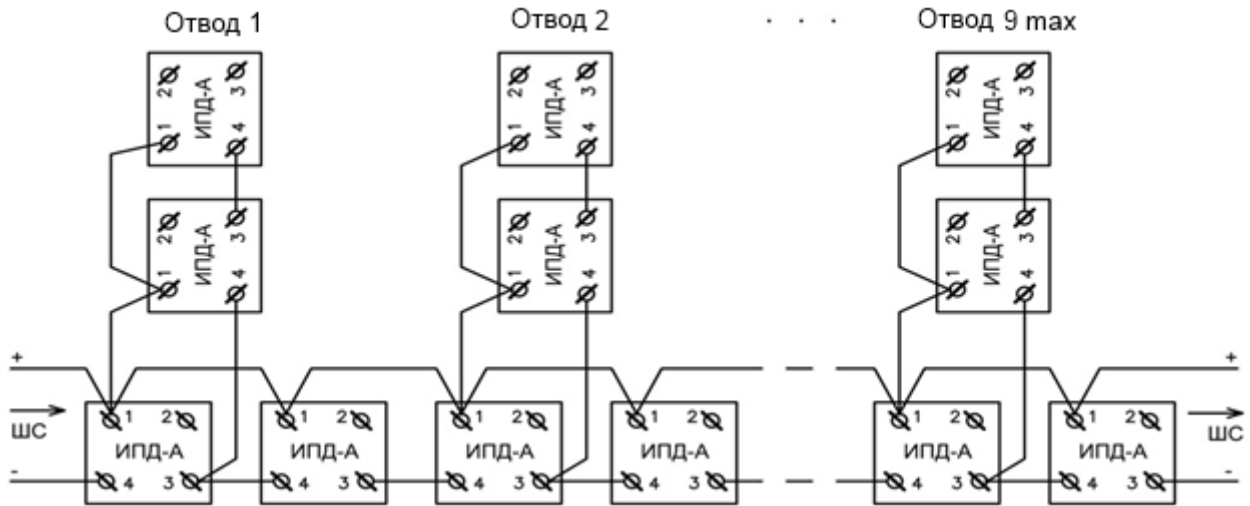 Отвод 1 Отвод 2 . . . Отвод 9 max
2 3 2 3 2 3
ИПД-А ИПД-А ИПД-А
1 4 1 4 1 4
2 3 2 3 2 3
ИПД-А ИПД-А ИПД-А
1 4 1 4 1 4
+ +
1 2 1 2 1 2 1 2 1 2 1 2
ШС ИПД-А ИПД-А ИПД-А ИПД-А ИПД-А ИПД-А ШС
- 4 3 4 3 4 3 4 3 4 3 4 3 -